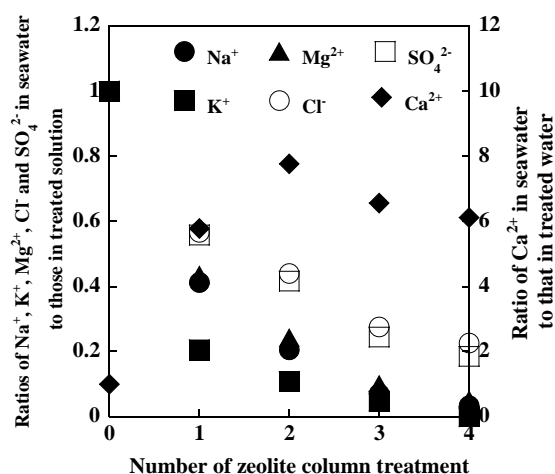 1.2
1
0.8
0.6
0.4
0.2
0
12
10
8
6
4
2
0
0 1 2 3 4
Na⁺ Mg²⁺ SO₄²⁻
K⁺ Cl⁻ Ca²⁺
Ratios of Na⁺, K⁺, Mg²⁺, Cl⁻ and SO₄²⁻ in seawater
to those in treated solution
Ratio of Ca²⁺ in seawater
to that in treated water
Number of zeolite column treatment